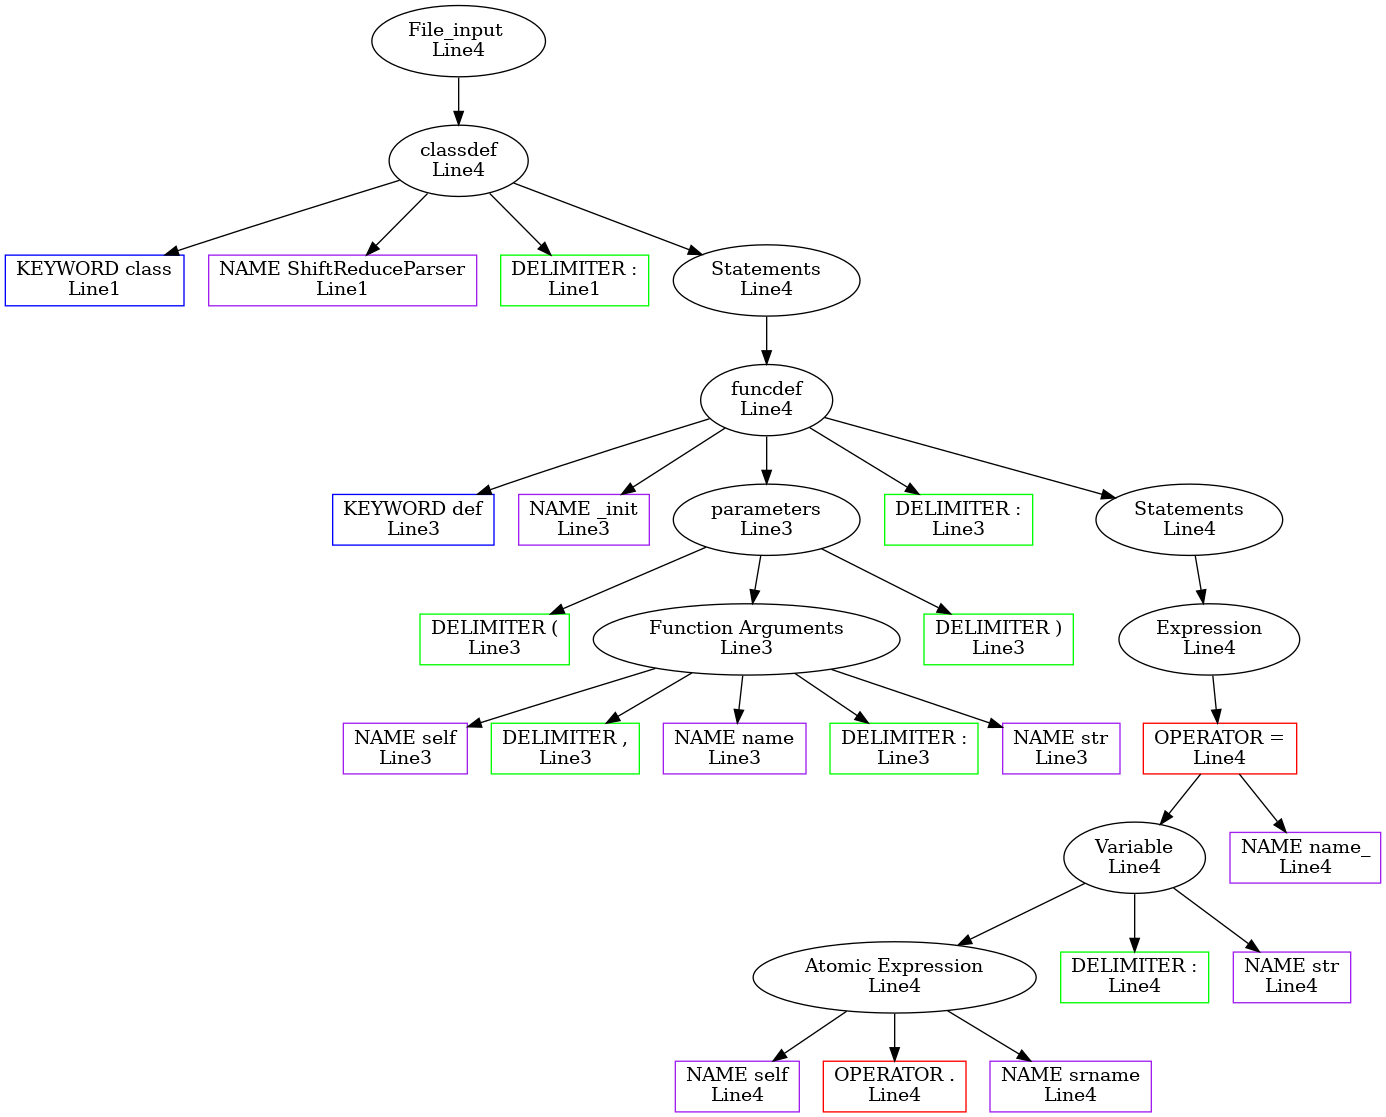 File_input
Line4
classdef
Line4
KEYWORD class
Line1
NAME ShiftReduceParser
Line1
DELIMITER :
Line1
Statements
Line4
funcdef
Line4
KEYWORD def
Line3
NAME _init
Line3
parameters
Line3
DELIMITER :
Line3
Statements
Line4
DELIMITER (
Line3
Function Arguments
Line3
DELIMITER )
Line3
Expression
Line4
NAME self
Line3
DELIMITER ,
Line3
NAME name
Line3
DELIMITER :
Line3
NAME str
Line3
OPERATOR =
Line4
Variable
Line4
NAME name_
Line4
Atomic Expression
Line4
DELIMITER :
Line4
NAME str
Line4
NAME self
Line4
OPERATOR .
Line4
NAME srname
Line4